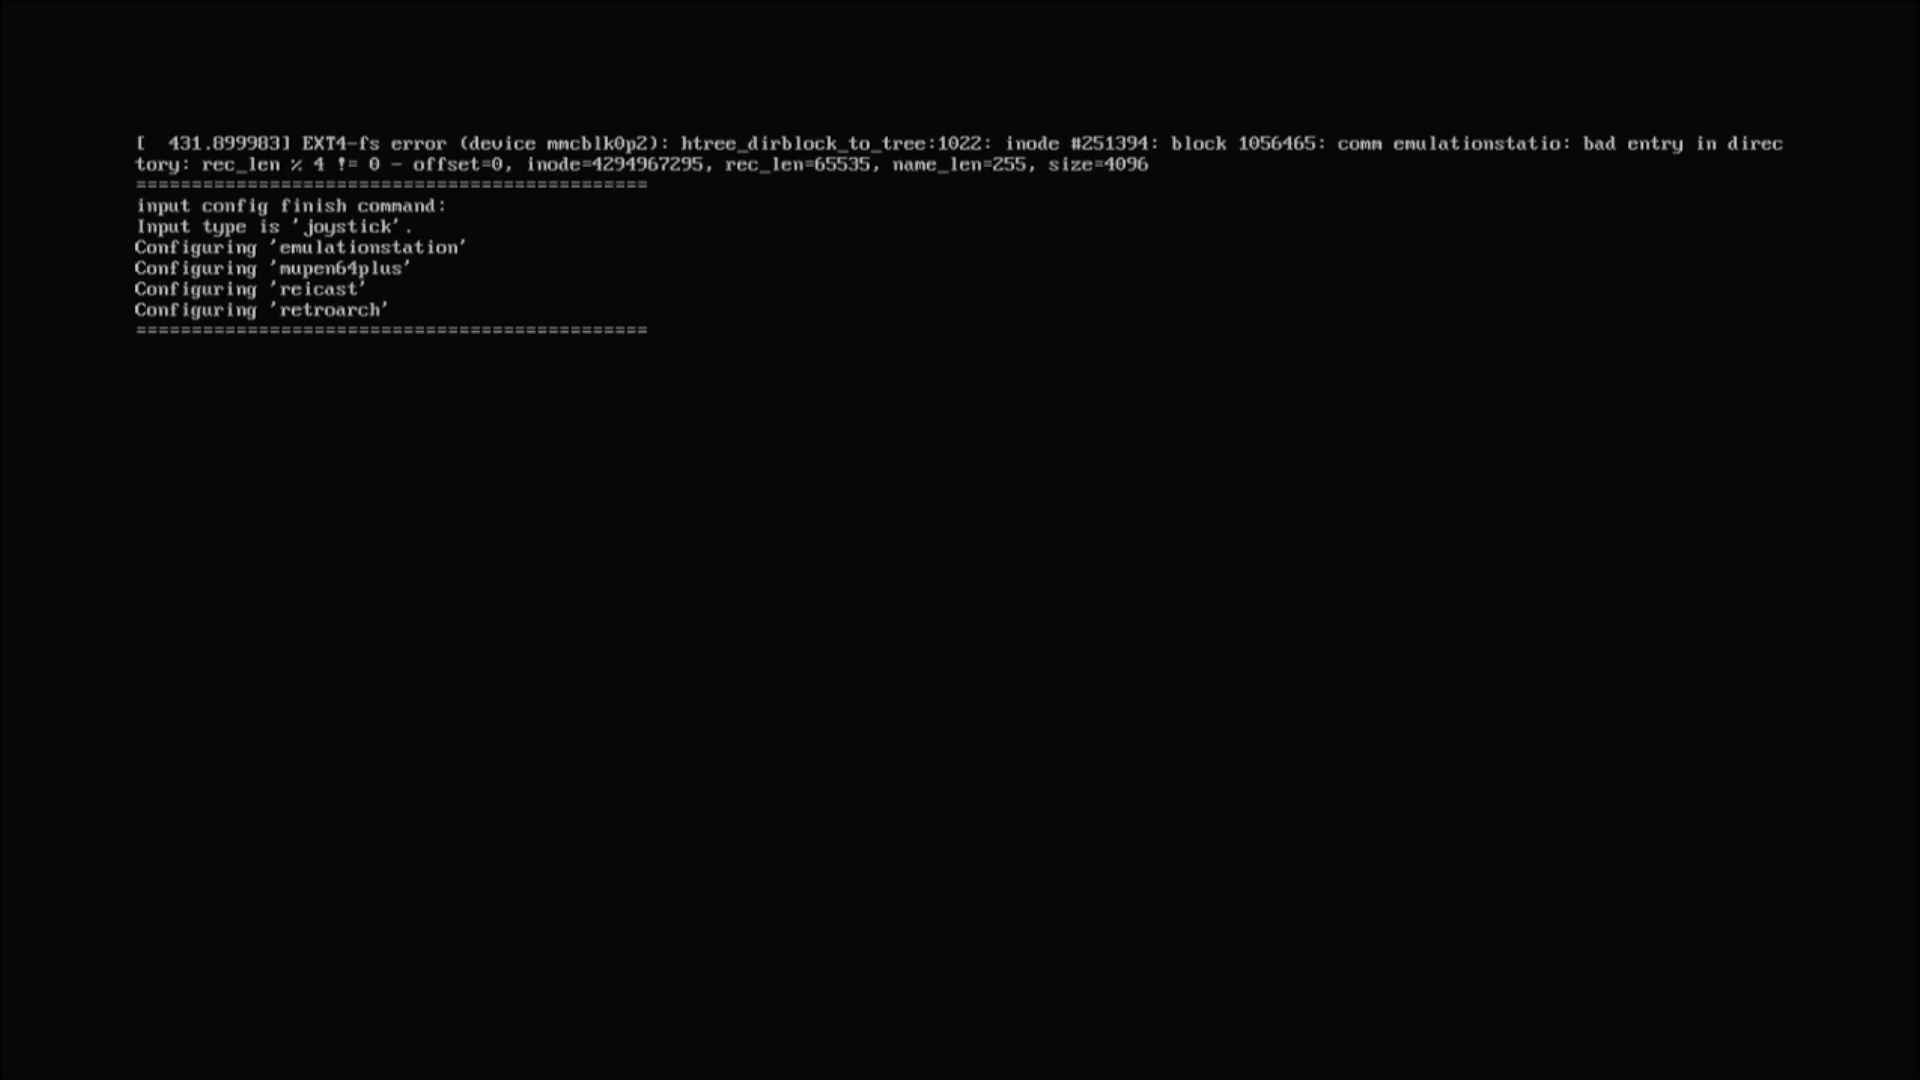 [  431.899983] EXT4-fs error (device mmcblk0p2): htree_dirblock_to_tree:1022: inode #251394: block 1056465: comm emulationstatio: bad entry in direc
tory: rec_len % 4 != 0 - offset=0, inode=4294967295, rec_len=65535, name_len=255, size=4096
==============================================
input config finish command:
Input type is 'joystick'.
Configuring 'emulationstation'
Configuring 'mupen64plus'
Configuring 'reicast'
Configuring 'retroarch'
==============================================